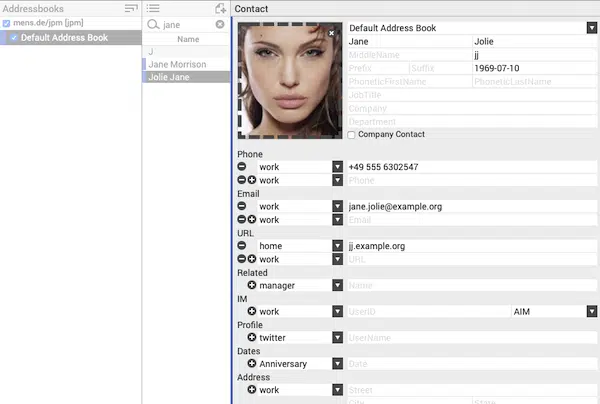 Addressbooks
mens.de/jpm [jpm]
Default Address Book
jane
Name
J
Jane Morrison
Jolie Jane
Contact
Default Address Book
Jane Jolie
MiddleName jj
Prefix Suffix 1969-07-10
PhoneticFirstName PhoneticLastName
JobTitle
Company
Department
Company Contact
Phone
work +49 555 6302547
work Phone
Email
work jane.jolie@example.org
work Email
URL
home jj.example.org
work URL
Related
manager Name
IM
work UserID AIM
Profile
twitter UserName
Dates
Anniversary Date
Address
work Street
City State